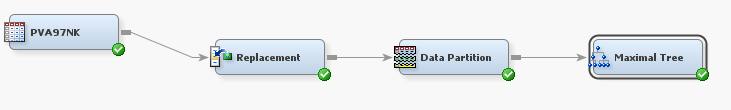 PVA97NK
Replacement
Data Partition
Maximal Tree